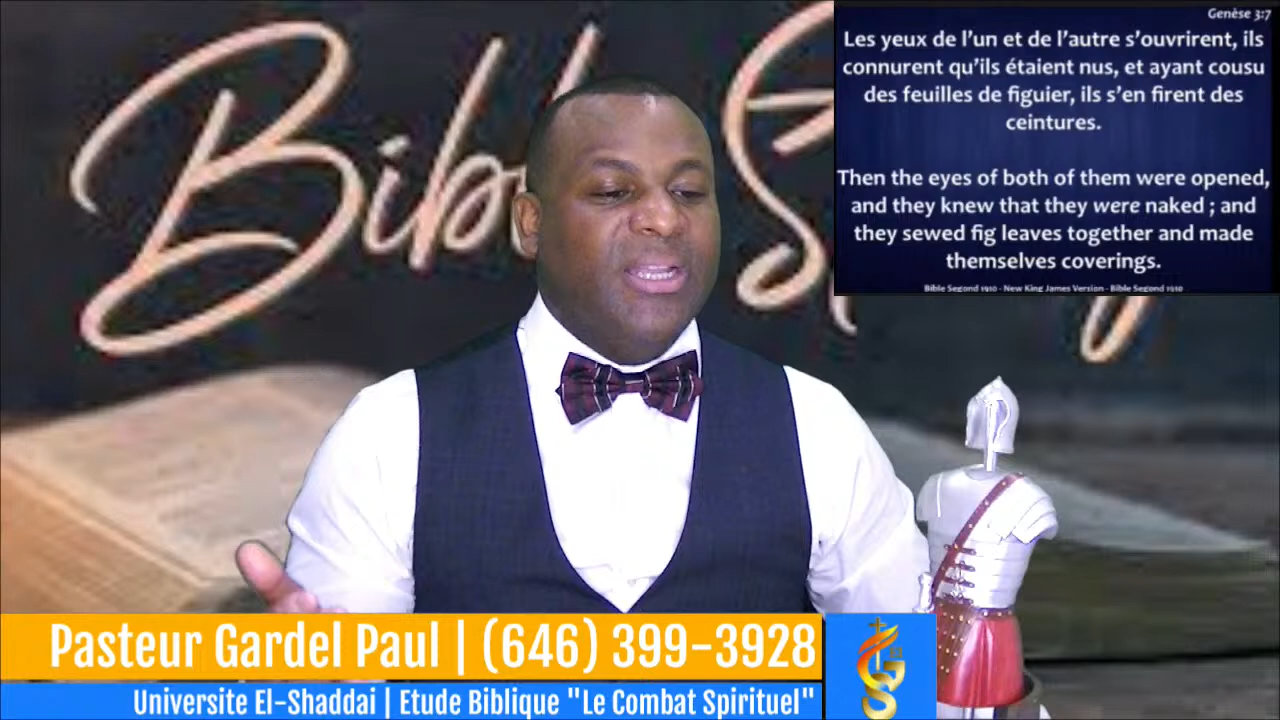 Bibl S
Genèse 3:7
Les yeux de l'un et de l'autre s'ouvrirent, ils
connurent qu'ils étaient nus, et ayant cousu
des feuilles de figuier, ils s'en firent des
ceintures.
Then the eyes of both of them were opened,
and they knew that they were naked ; and
they sewed fig leaves together and made
themselves coverings.
Bible Segond 1910 - New King James Version - Bible Segond 1910
Pasteur Gardel Paul | (646) 399-3928
Universite El-Shaddai | Etude Biblique "Le Combat Spirituel"